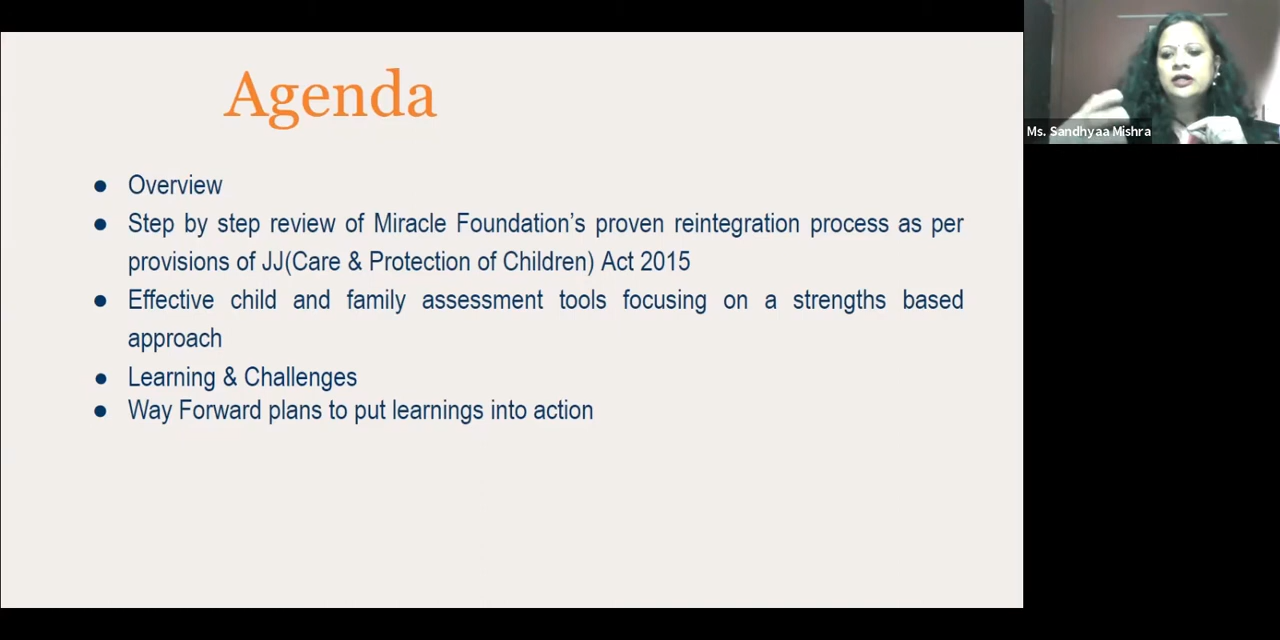 Agenda
● Overview
● Step by step review of Miracle Foundation’s proven reintegration process as per
provisions of JJ(Care & Protection of Children) Act 2015
● Effective child and family assessment tools focusing on a strengths based
approach
● Learning & Challenges
● Way Forward plans to put learnings into action
Ms. Sandhyaa Mishra